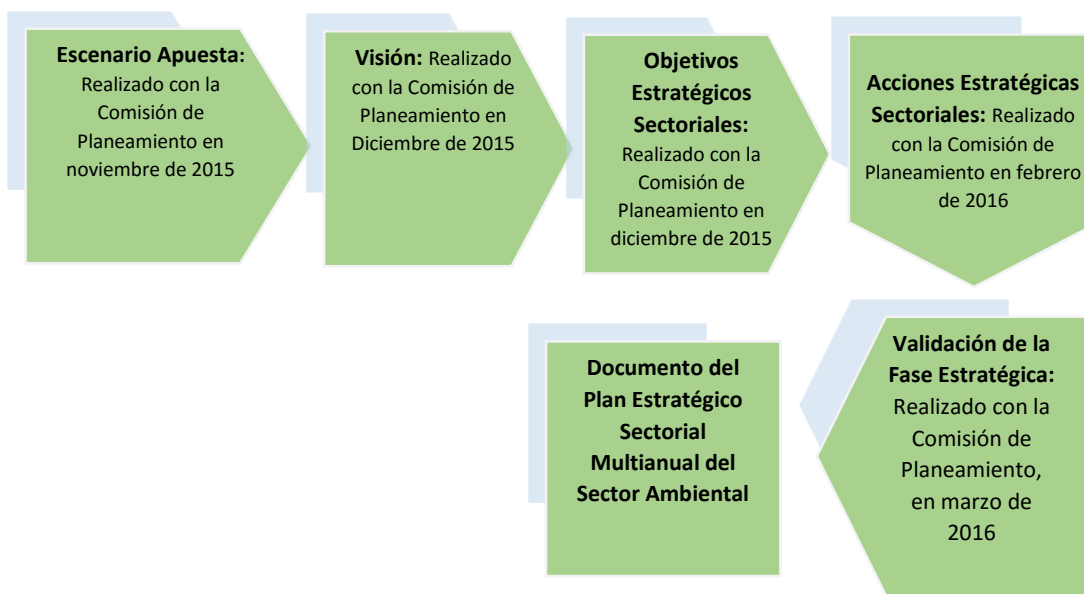 Escenario Apuesta:
Realizado con la
Comisión de
Planeamiento en
noviembre de 2015
Visión: Realizado
con la Comisión de
Planeamiento en
Diciembre de 2015
Objetivos
Estratégicos
Sectoriales:
Realizado con la
Comisión de
Planeamiento en
diciembre de 2015
Acciones Estratégicas
Sectoriales: Realizado
con la Comisión de
Planeamiento en febrero
de 2016
Validación de la
Fase Estratégica:
Realizado con la
Comisión de
Planeamiento,
en marzo de
2016
Documento del
Plan Estratégico
Sectorial
Multianual del
Sector Ambiental